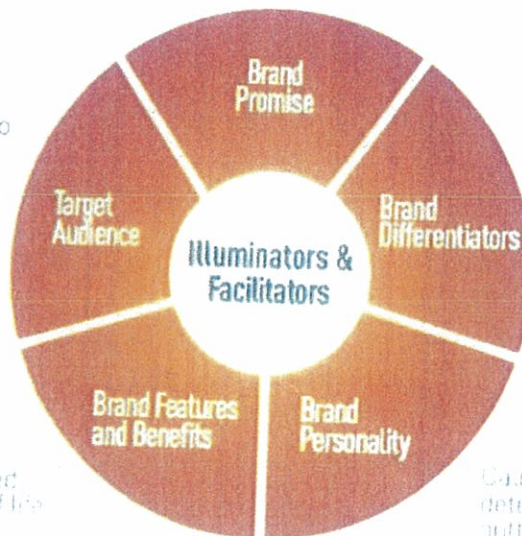 Brand
Promise
Target
Audience
Brand
Differentiators
Illuminators &
Facilitators
Brand Features
and Benefits
Brand
Personality